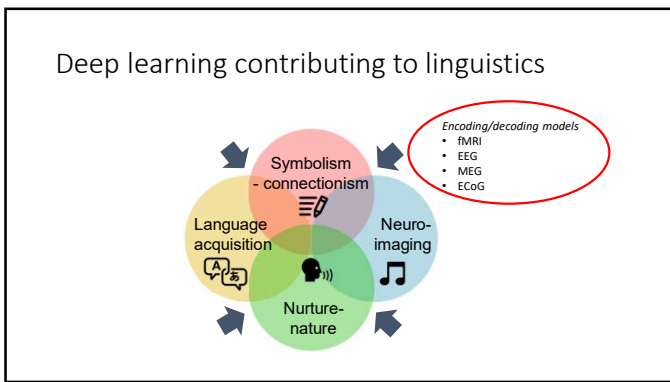 Deep learning contributing to linguistics
Encoding/decoding models
• fMRI
• EEG
• MEG
• ECoG
Symbolism
- connectionism
Language
acquisition
A
あ
Neuro-
imaging
Nurture-
nature